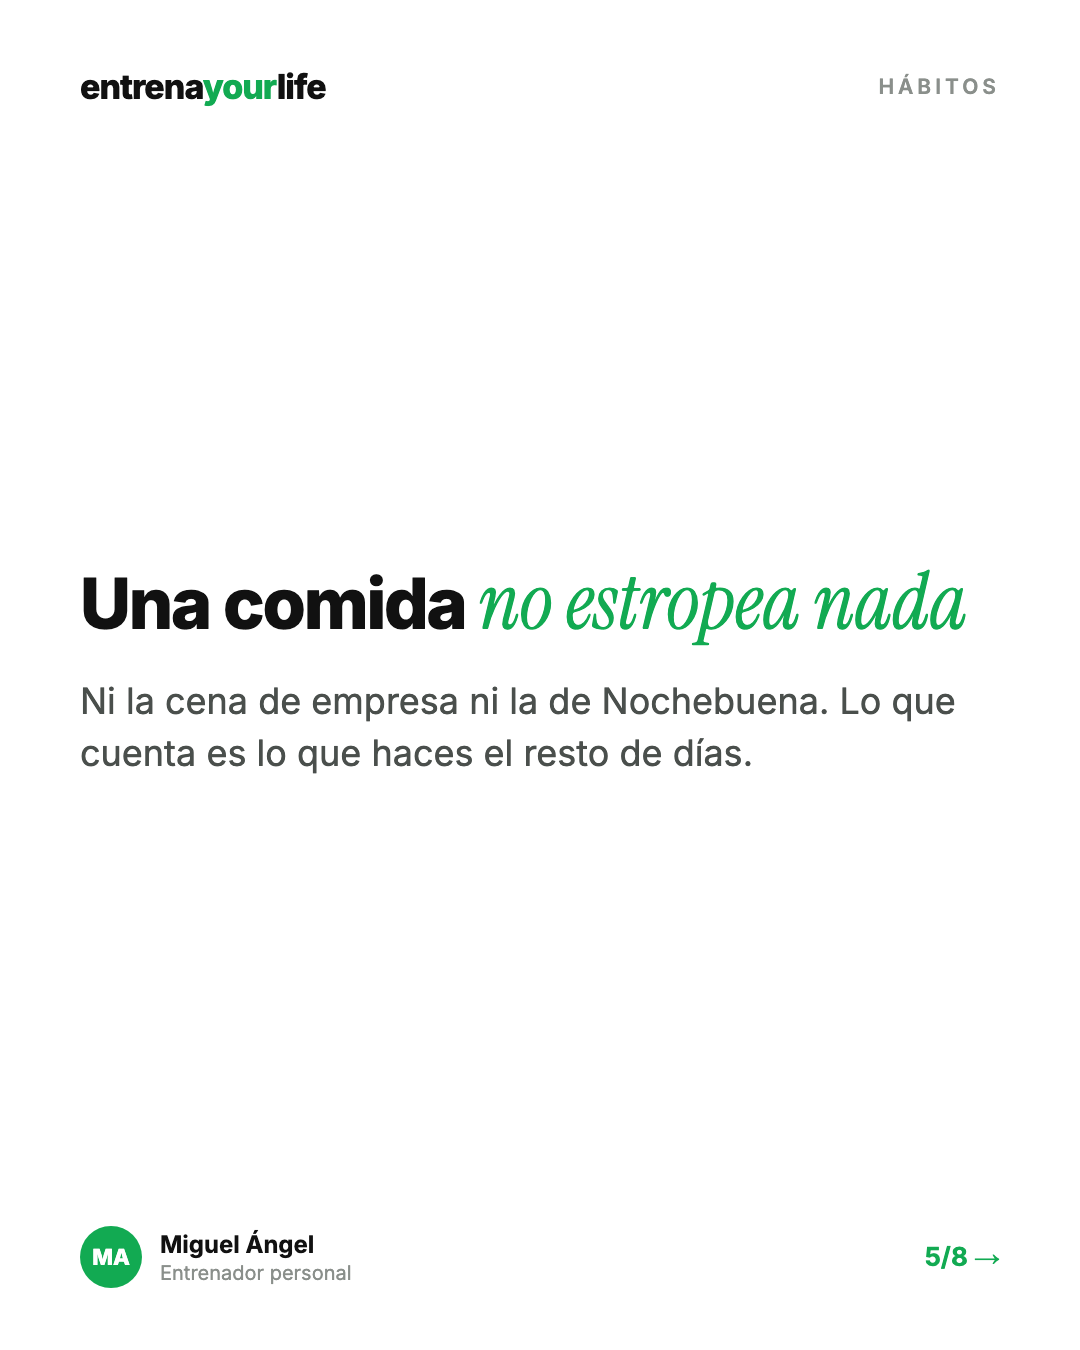 entrenayourlife
HÁBITOS
Una comida no estropea nada
Ni la cena de empresa ni la de Nochebuena. Lo que
cuenta es lo que haces el resto de días.
MA
Miguel Ángel
Entrenador personal
5/8 →